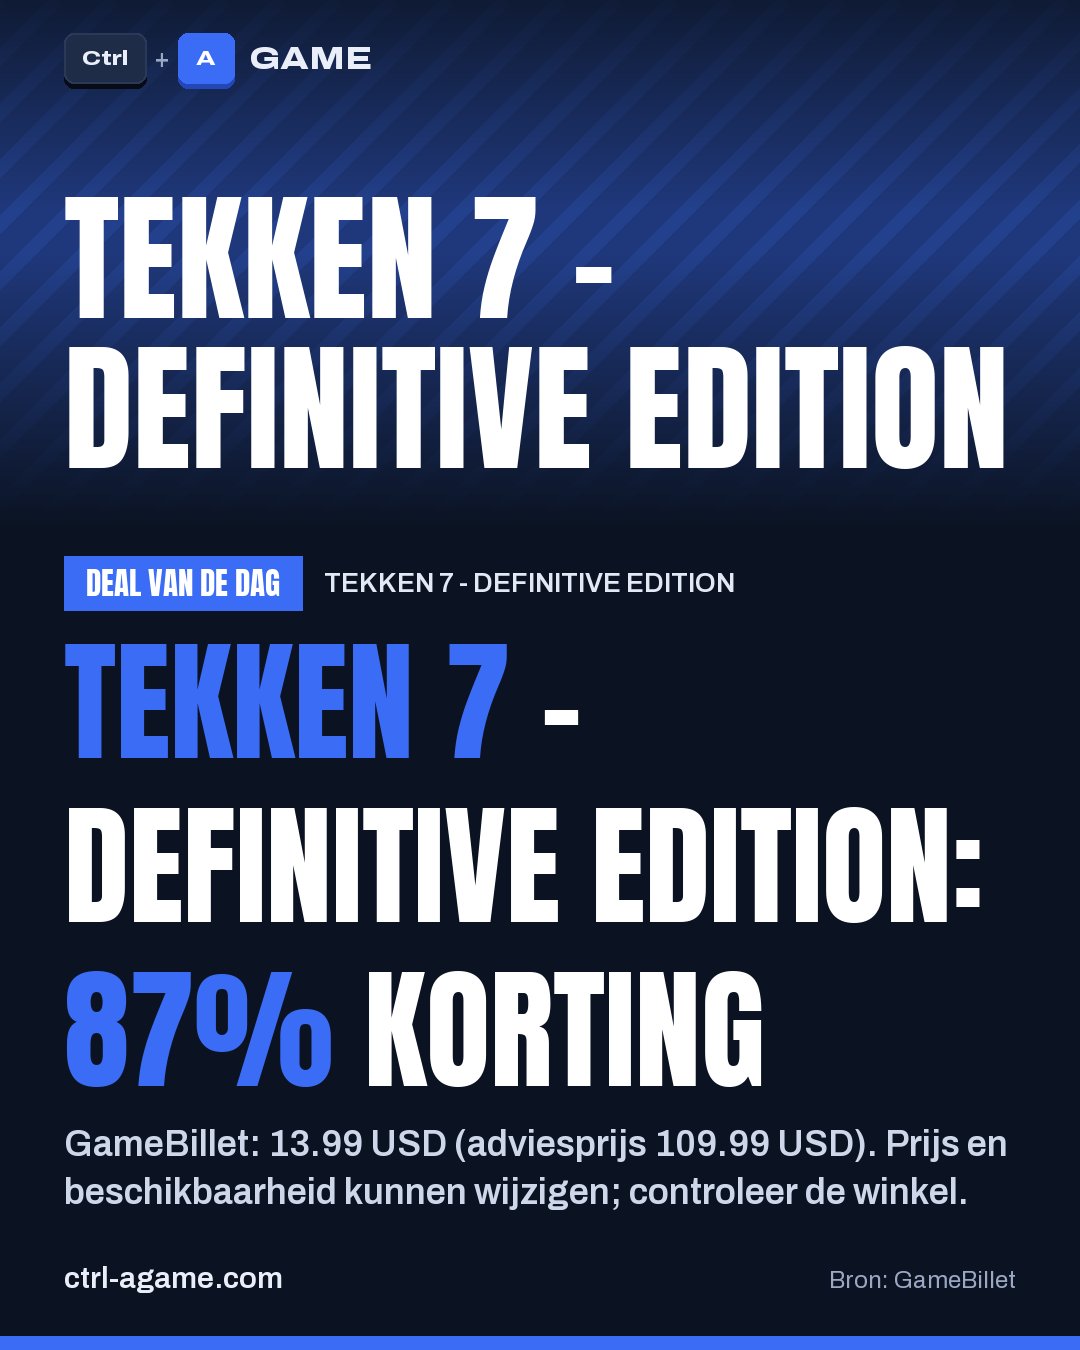 Ctrl + A GAME
TEKKEN 7 -
DEFINITIVE EDITION
DEAL VAN DE DAG TEKKEN 7 - DEFINITIVE EDITION
TEKKEN 7 -
DEFINITIVE EDITION:
87% KORTING
GameBillet: 13.99 USD (adviesprijs 109.99 USD). Prijs en
beschikbaarheid kunnen wijzigen; controleer de winkel.
ctrl-agame.com Bron: GameBillet